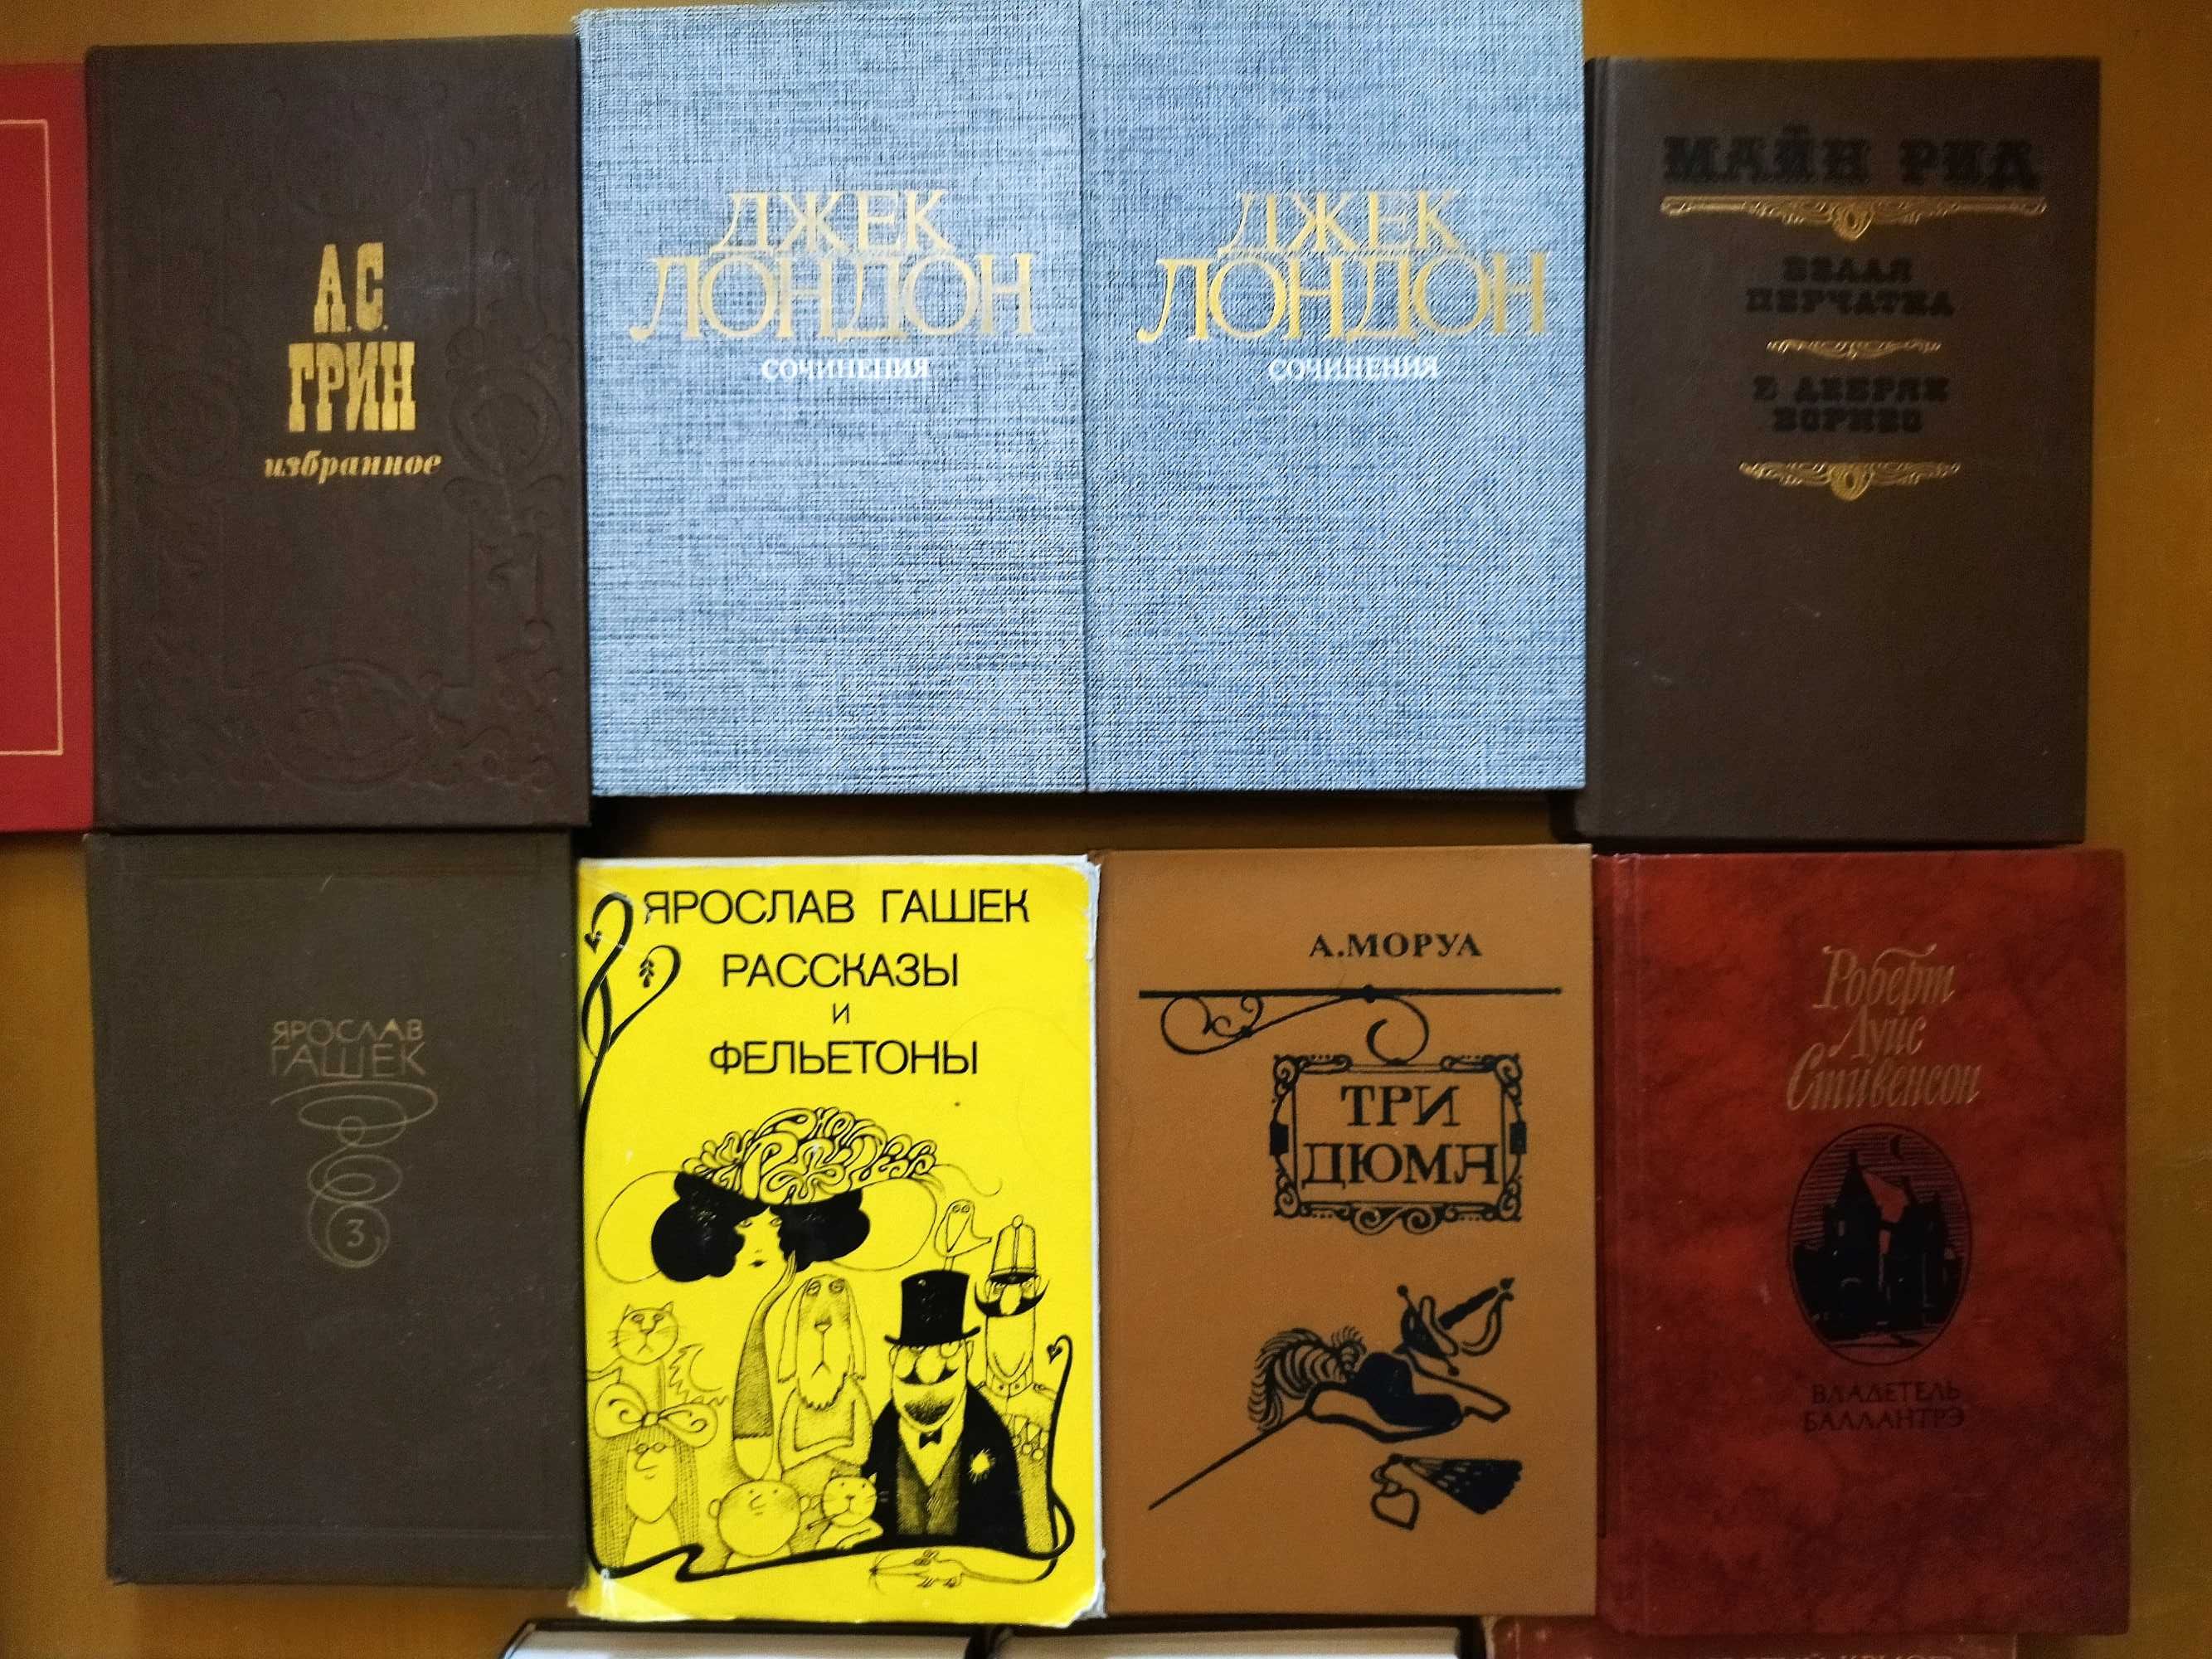 А.С.
ГРИН
избранное
ДЖЕК
ЛОНДОН
СОЧИНЕНИЯ
ДЖЕК
ЛОНДОН
СОЧИНЕНИЯ
МАЙН РИД
БЕЛАЯ
ПЕРЧАТКА
В ДЕБРЯХ
БОРНЕО
ЯРОСЛАВ
ГАШЕК
3
ЯРОСЛАВ ГАШЕК
РАССКАЗЫ
И
ФЕЛЬЕТОНЫ
А.МОРУА
ТРИ
ДЮМА
Роберт
Луис
Стивенсон
ВЛАДЕТЕЛЬ
БАЛЛАНТРЭ